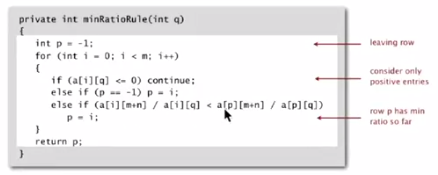 private int minRatioRule(int q)
{
int p = -1;
leaving row
for (int i = 0; i < m; i++)
{
if (a[i][q] <= 0) continue;
consider only
positive entries
else if (p == -1) p = i;
else if (a[i][m+n] / a[i][q] < a[p][m+n] / a[p][q])
p = i;
row p has min
ratio so far
}
return p;
}